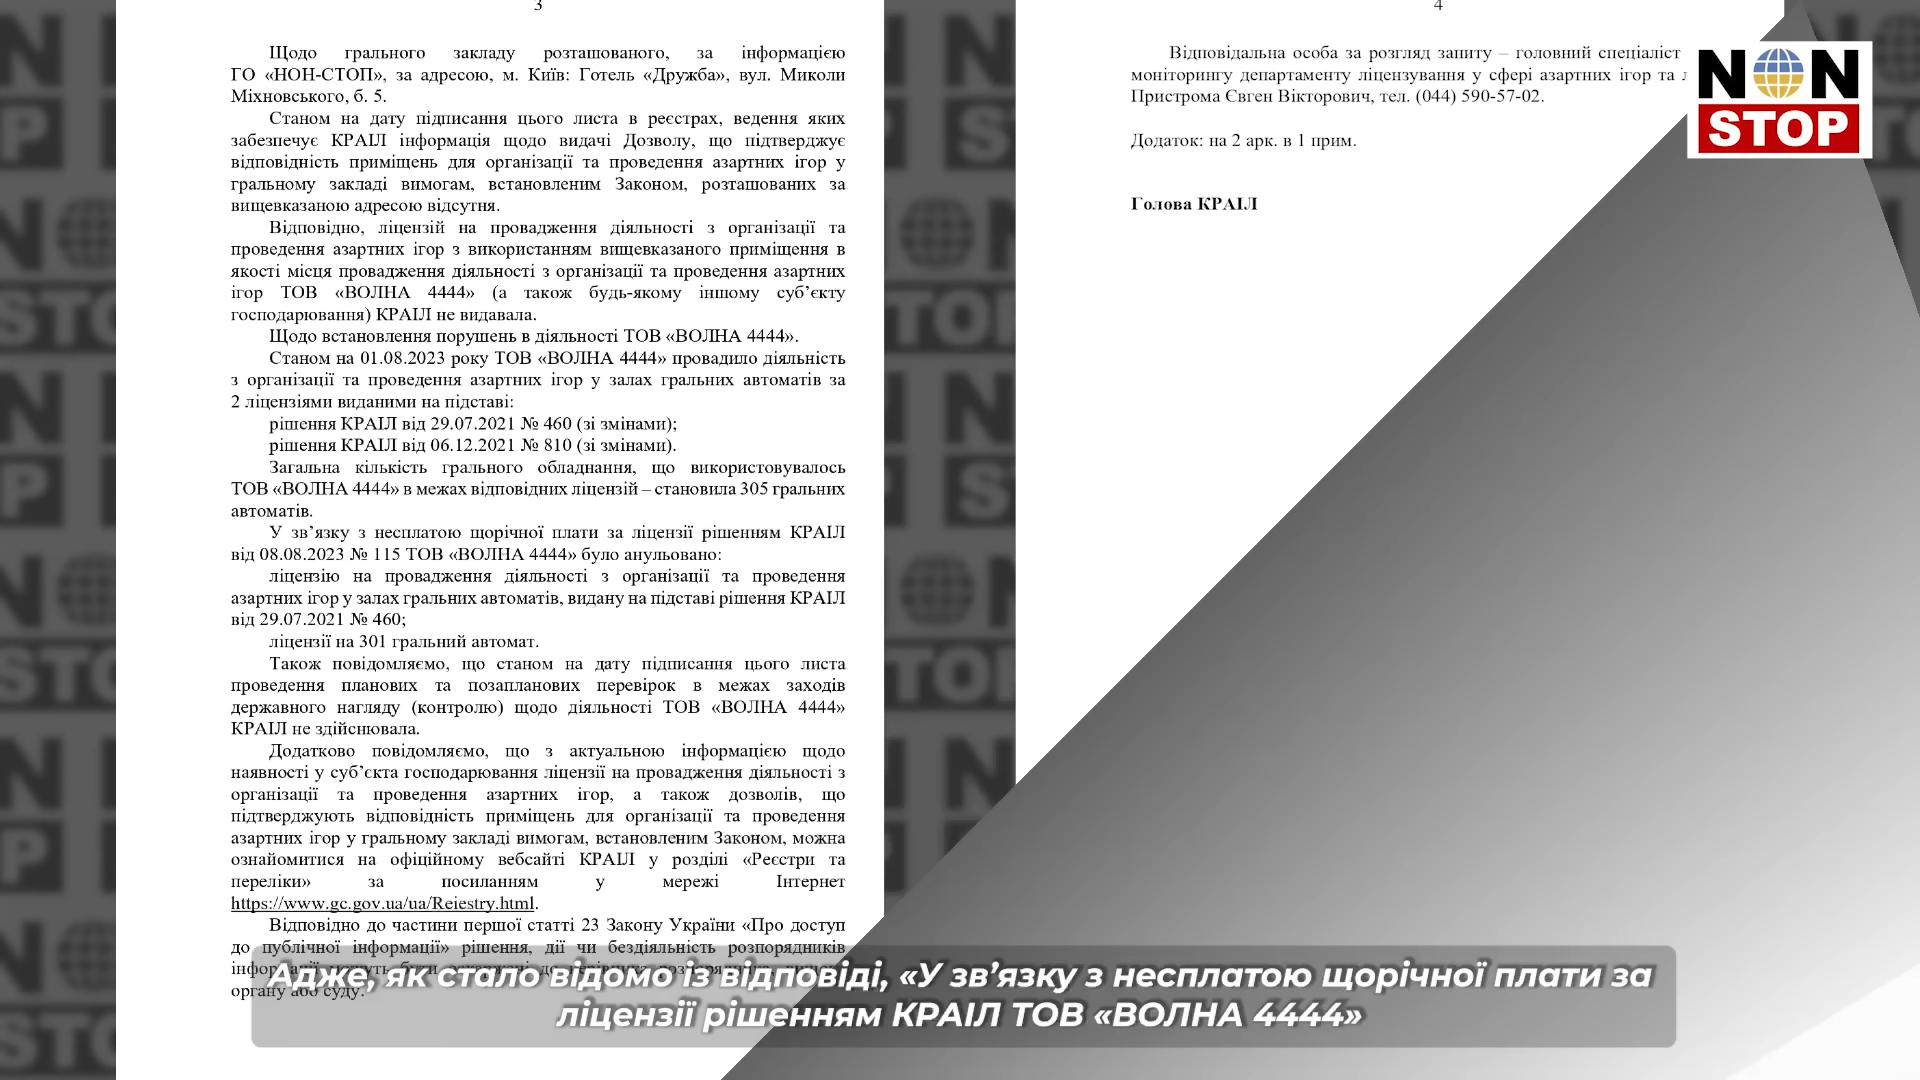 3
Щодо грального закладу розташованого, за інформацією
ГО «НОН-СТОП», за адресою, м. Київ: Готель «Дружба», вул. Миколи
Міхновського, б. 5.
Станом на дату підписання цього листа в реєстрах, ведення яких
забезпечує КРАІЛ інформація щодо видачі Дозволу, що підтверджує
відповідність приміщень для організації та проведення азартних ігор у
гральному закладі вимогам, встановленим Законом, розташованих за
вищевказаною адресою відсутня.
Відповідно, ліцензій на провадження діяльності з організації та
проведення азартних ігор з використанням вищевказаного приміщення в
якості місця провадження діяльності з організації та проведення азартних
ігор ТОВ «ВОЛНА 4444» (а також будь-якому іншому суб’єкту
господарювання) КРАІЛ не видавала.
Щодо встановлення порушень в діяльності ТОВ «ВОЛНА 4444».
Станом на 01.08.2023 року ТОВ «ВОЛНА 4444» провадило діяльність
з організації та проведення азартних ігор у залах гральних автоматів за
2 ліцензіями виданими на підставі:
рішення КРАІЛ від 29.07.2021 № 460 (зі змінами);
рішення КРАІЛ від 06.12.2021 № 810 (зі змінами).
Загальна кількість грального обладнання, що використовувалось
ТОВ «ВОЛНА 4444» в межах відповідних ліцензій – становила 305 гральних
автоматів.
У зв’язку з несплатою щорічної плати за ліцензії рішенням КРАІЛ
від 08.08.2023 № 115 ТОВ «ВОЛНА 4444» було анульовано:
ліцензію на провадження діяльності з організації та проведення
азартних ігор у залах гральних автоматів, видану на підставі рішення КРАІЛ
від 29.07.2021 № 460;
ліцензії на 301 гральний автомат.
Також повідомляємо, що станом на дату підписання цього листа
проведення планових та позапланових перевірок в межах заходів
державного нагляду (контролю) щодо діяльності ТОВ «ВОЛНА 4444»
КРАІЛ не здійснювала.
Додатково повідомляємо, що з актуальною інформацією щодо
наявності у суб’єкта господарювання ліцензії на провадження діяльності з
організації та проведення азартних ігор, а також дозволів, що
підтверджують відповідність приміщень для організації та проведення
азартних ігор у гральному закладі вимогам, встановленим Законом, можна
ознайомитися на офіційному вебсайті КРАІЛ у розділі «Реєстри та
переліки» за посиланням у мережі Інтернет
https://www.gc.gov.ua/ua/Reiestry.html.
Відповідно до частини першої статті 23 Закону України «Про доступ
до публічної інформації» рішення, дії чи бездіяльність розпорядників
органу або суду.
4
Відповідальна особа за розгляд запиту – головний спеціаліст
моніторингу департаменту ліцензування у сфері азартних ігор та
Пристрома Євген Вікторович, тел. (044) 590-57-02.
Додаток: на 2 арк. в 1 прим.
Голова КРАІЛ
NON
STOP
Адже, як стало відомо із відповіді, «У зв’язку з несплатою щорічної плати за
ліцензії рішенням КРАІЛ ТОВ «ВОЛНА 4444»